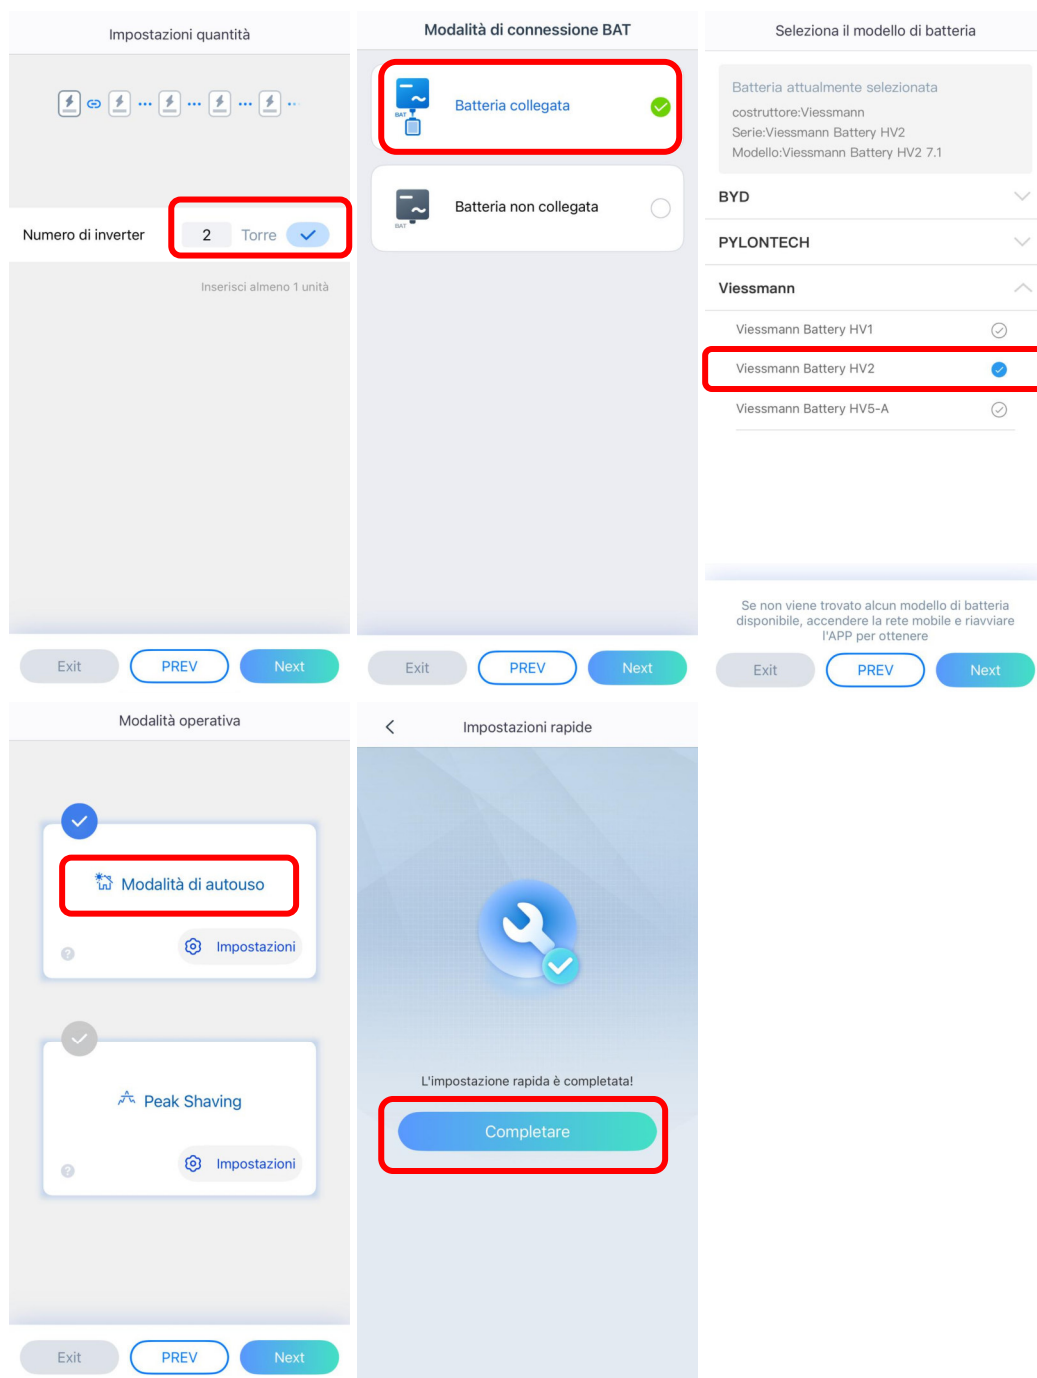 Impostazioni quantità
Numero di inverter
2
Torre
Inserisci almeno 1 unità
Exit
PREV
Next
Modalità di connessione BAT
BAT
Batteria collegata
BAT
Batteria non collegata
Exit
PREV
Next
Seleziona il modello di batteria
Batteria attualmente selezionata
costruttore:Viessmann
Serie:Viessmann Battery HV2
Modello:Viessmann Battery HV2 7.1
BYD
PYLONTECH
Viessmann
Viessmann Battery HV1
Viessmann Battery HV2
Viessmann Battery HV5-A
Se non viene trovato alcun modello di batteria
disponibile, accendere la rete mobile e riavviare
l'APP per ottenere
Exit
PREV
Next
Modalità operativa
Modalità di autouso
?
Impostazioni
Peak Shaving
?
Impostazioni
Exit
PREV
Next
Impostazioni rapide
L'impostazione rapida è completata!
Completare